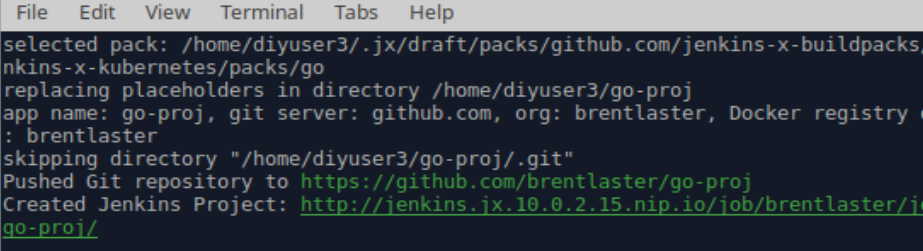 File Edit View Terminal Tabs Help
selected pack: /home/diyuser3/.jx/draft/packs/github.com/jenkins-x-buildpacks/
nkins-x-kubernetes/packs/go
replacing placeholders in directory /home/diyuser3/go-proj
app name: go-proj, git server: github.com, org: brentlaster, Docker registry
: brentlaster
skipping directory "/home/diyuser3/go-proj/.git"
Pushed Git repository to https://github.com/brentlaster/go-proj
Created Jenkins Project: http://jenkins.jx.10.0.2.15.nip.io/job/brentlaster/j
go-proj/